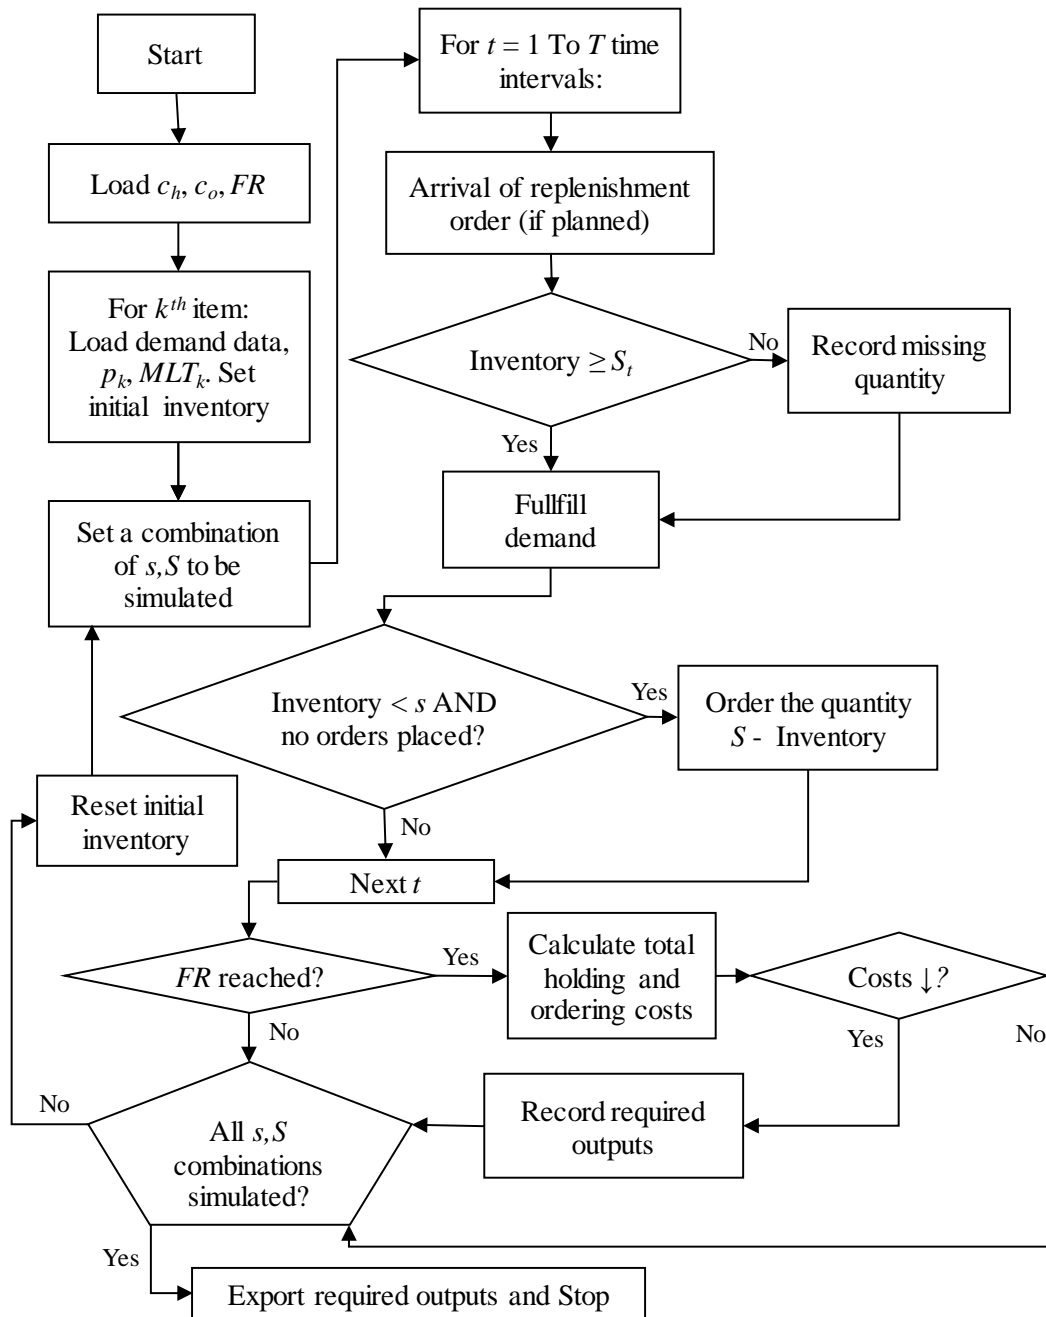 Start
Load c_h, c_o, FR
For k^th item:
Load demand data,
p_k, MLT_k. Set
initial inventory
Set a combination
of s,S to be
simulated
For t = 1 To T time
intervals:
Arrival of replenishment
order (if planned)
Inventory ≥ S_t
No
Record missing
quantity
Yes
Fullfill
demand
Inventory < s AND
no orders placed?
Yes
Order the quantity
S - Inventory
No
Reset initial
inventory
Next t
FR reached?
Yes
Calculate total
holding and
ordering costs
Costs ↓?
Yes
No
No
Record required
outputs
No
All s,S
combinations
simulated?
Yes
Export required outputs and Stop